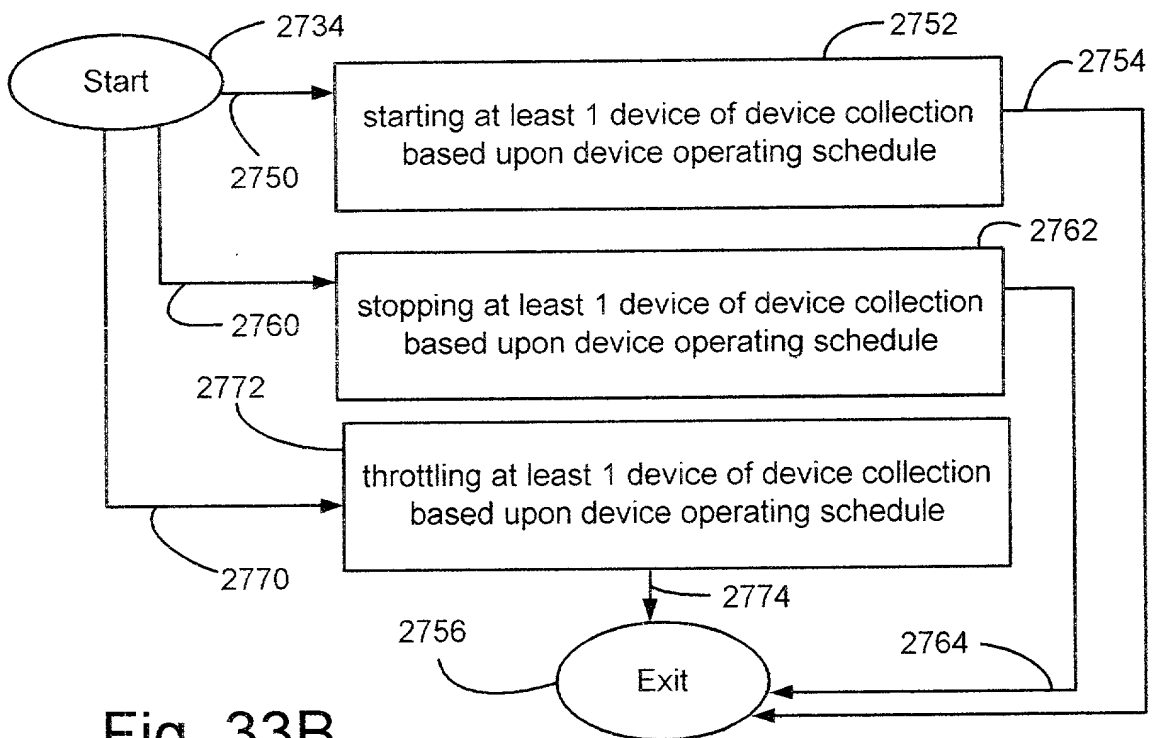 2734
Start
2752
2754
starting at least 1 device of device collection
based upon device operating schedule
2750
2762
stopping at least 1 device of device collection
based upon device operating schedule
2760
2772
throttling at least 1 device of device collection
based upon device operating schedule
2770
2774
2756
Exit
2764
Fig. 33B